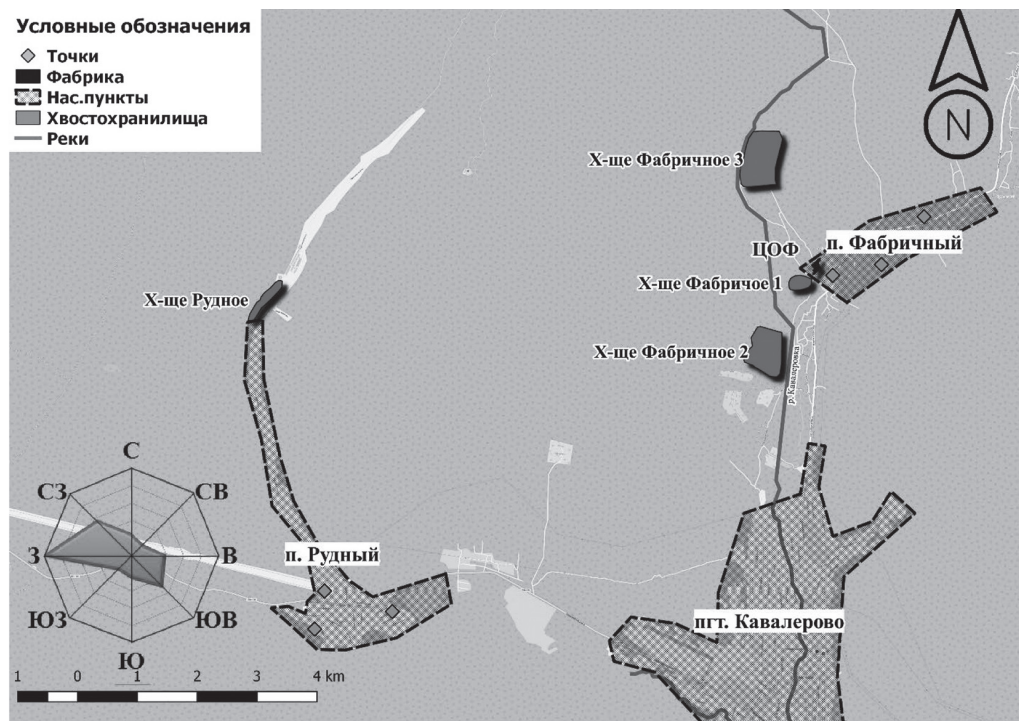 Условные обозначения
Точки
Фабрика
Нас.пункты
Хвостохранилища
Реки
N
Х-ще Фабричное 3
ЦОФ
п. Фабричный
Х-ще Фабричое 1
Х-ще Рудное
Х-ще Фабричное 2
р. Кавалеровка
С
СЗ
СВ
З
В
ЮЗ
ЮВ
Ю
п. Рудный
пгт. Кавалерово
1 0 1 2 3 4 km